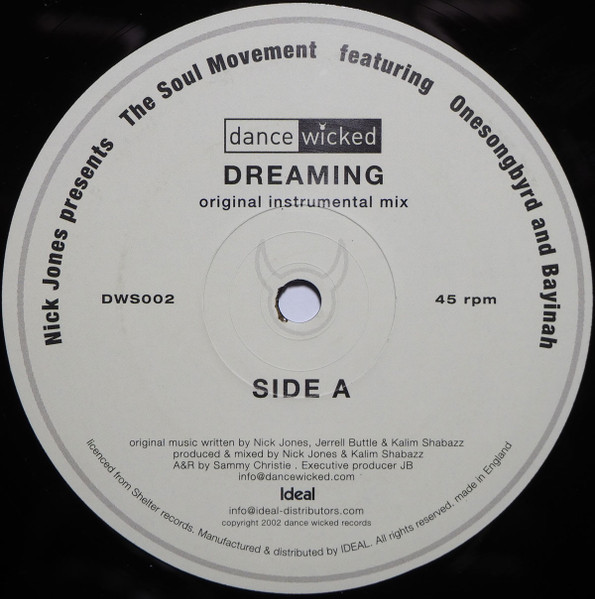 Nick Jones presents The Soul Movement featuring Onesongbyrd and Bayinah
dance wicked
DREAMING
original instrumental mix
DWS002
45 rpm
SIDE A
original music written by Nick Jones, Jerrell Buttle & Kalim Shabazz
produced & mixed by Nick Jones & Kalim Shabazz
A&R by Sammy Christie . Executive producer JB
info@dancewicked.com
Ideal
info@ideal-distributors.com
copyright 2002 dance wicked records
licenced from Shelter records. Manufactured & distributed by IDEAL. All rights reserved. made in England